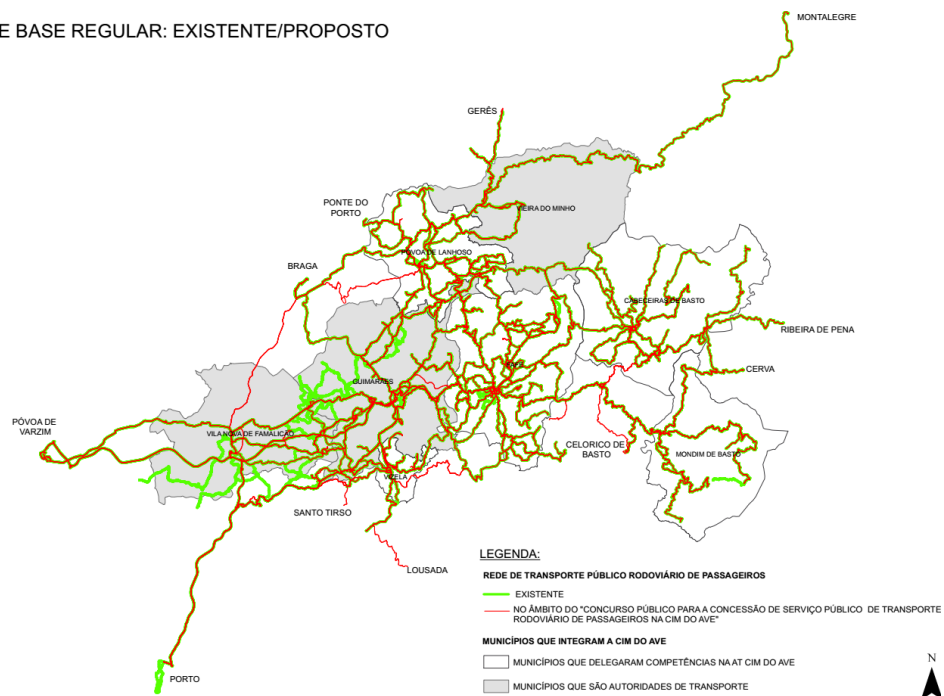 E BASE REGULAR: EXISTENTE/PROPOSTO
MONTALEGRE
GERÊS
PONTE DO
PORTO
EIRA DO MINHO
PÓVOA DE LANHOSO
BRAGA
CABECEIRAS DE BASTO
RIBEIRA DE PENA
CERVA
GUIMARÃES
PÓVOA DE
VARZIM
VILA NOVA DE FAMALICÃO
CELORICO DE
BASTO
MONDIM DE BASTO
VIZELA
SANTO TIRSO
LOUSADA
PORTO
LEGENDA:
REDE DE TRANSPORTE PÚBLICO RODOVIÁRIO DE PASSAGEIROS
EXISTENTE
NO ÂMBITO DO "CONCURSO PÚBLICO PARA A CONCESSÃO DE SERVIÇO PÚBLICO DE TRANSPORTE
RODOVIÁRIO DE PASSAGEIROS NA CIM DO AVE"
MUNICÍPIOS QUE INTEGRAM A CIM DO AVE
MUNICÍPIOS QUE DELEGARAM COMPETÊNCIAS NA AT CIM DO AVE
MUNICÍPIOS QUE SÃO AUTORIDADES DE TRANSPORTE
N